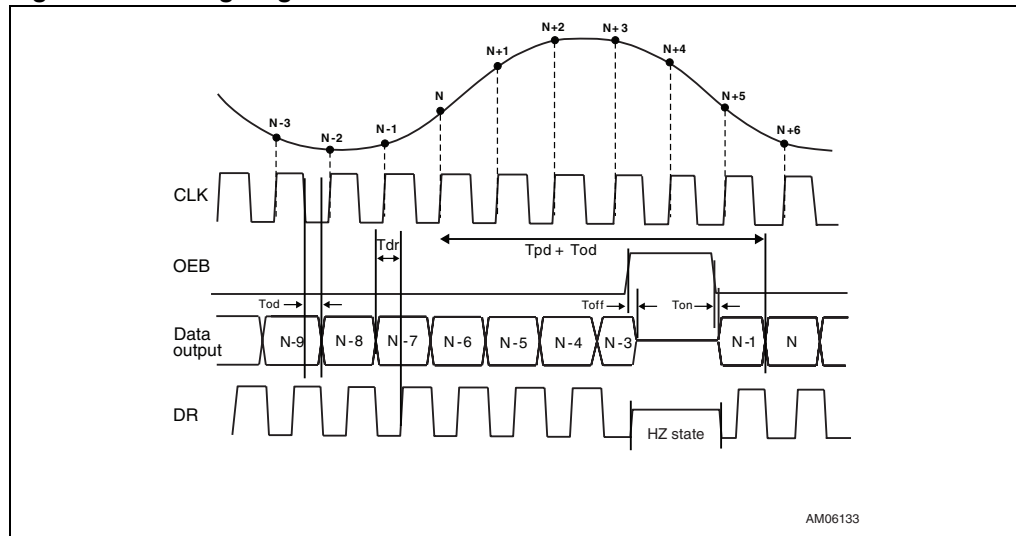 N+2
N+3
N+1
N+4
N
N+5
N-3
N-2
N-1
N+6
CLK
Tdr
Tpd + Tod
OEB
Tod
Toff
Ton
Data
output
N-9
N-8
N-7
N-6
N-5
N-4
N-3
N-1
N
DR
HZ state
AM06133